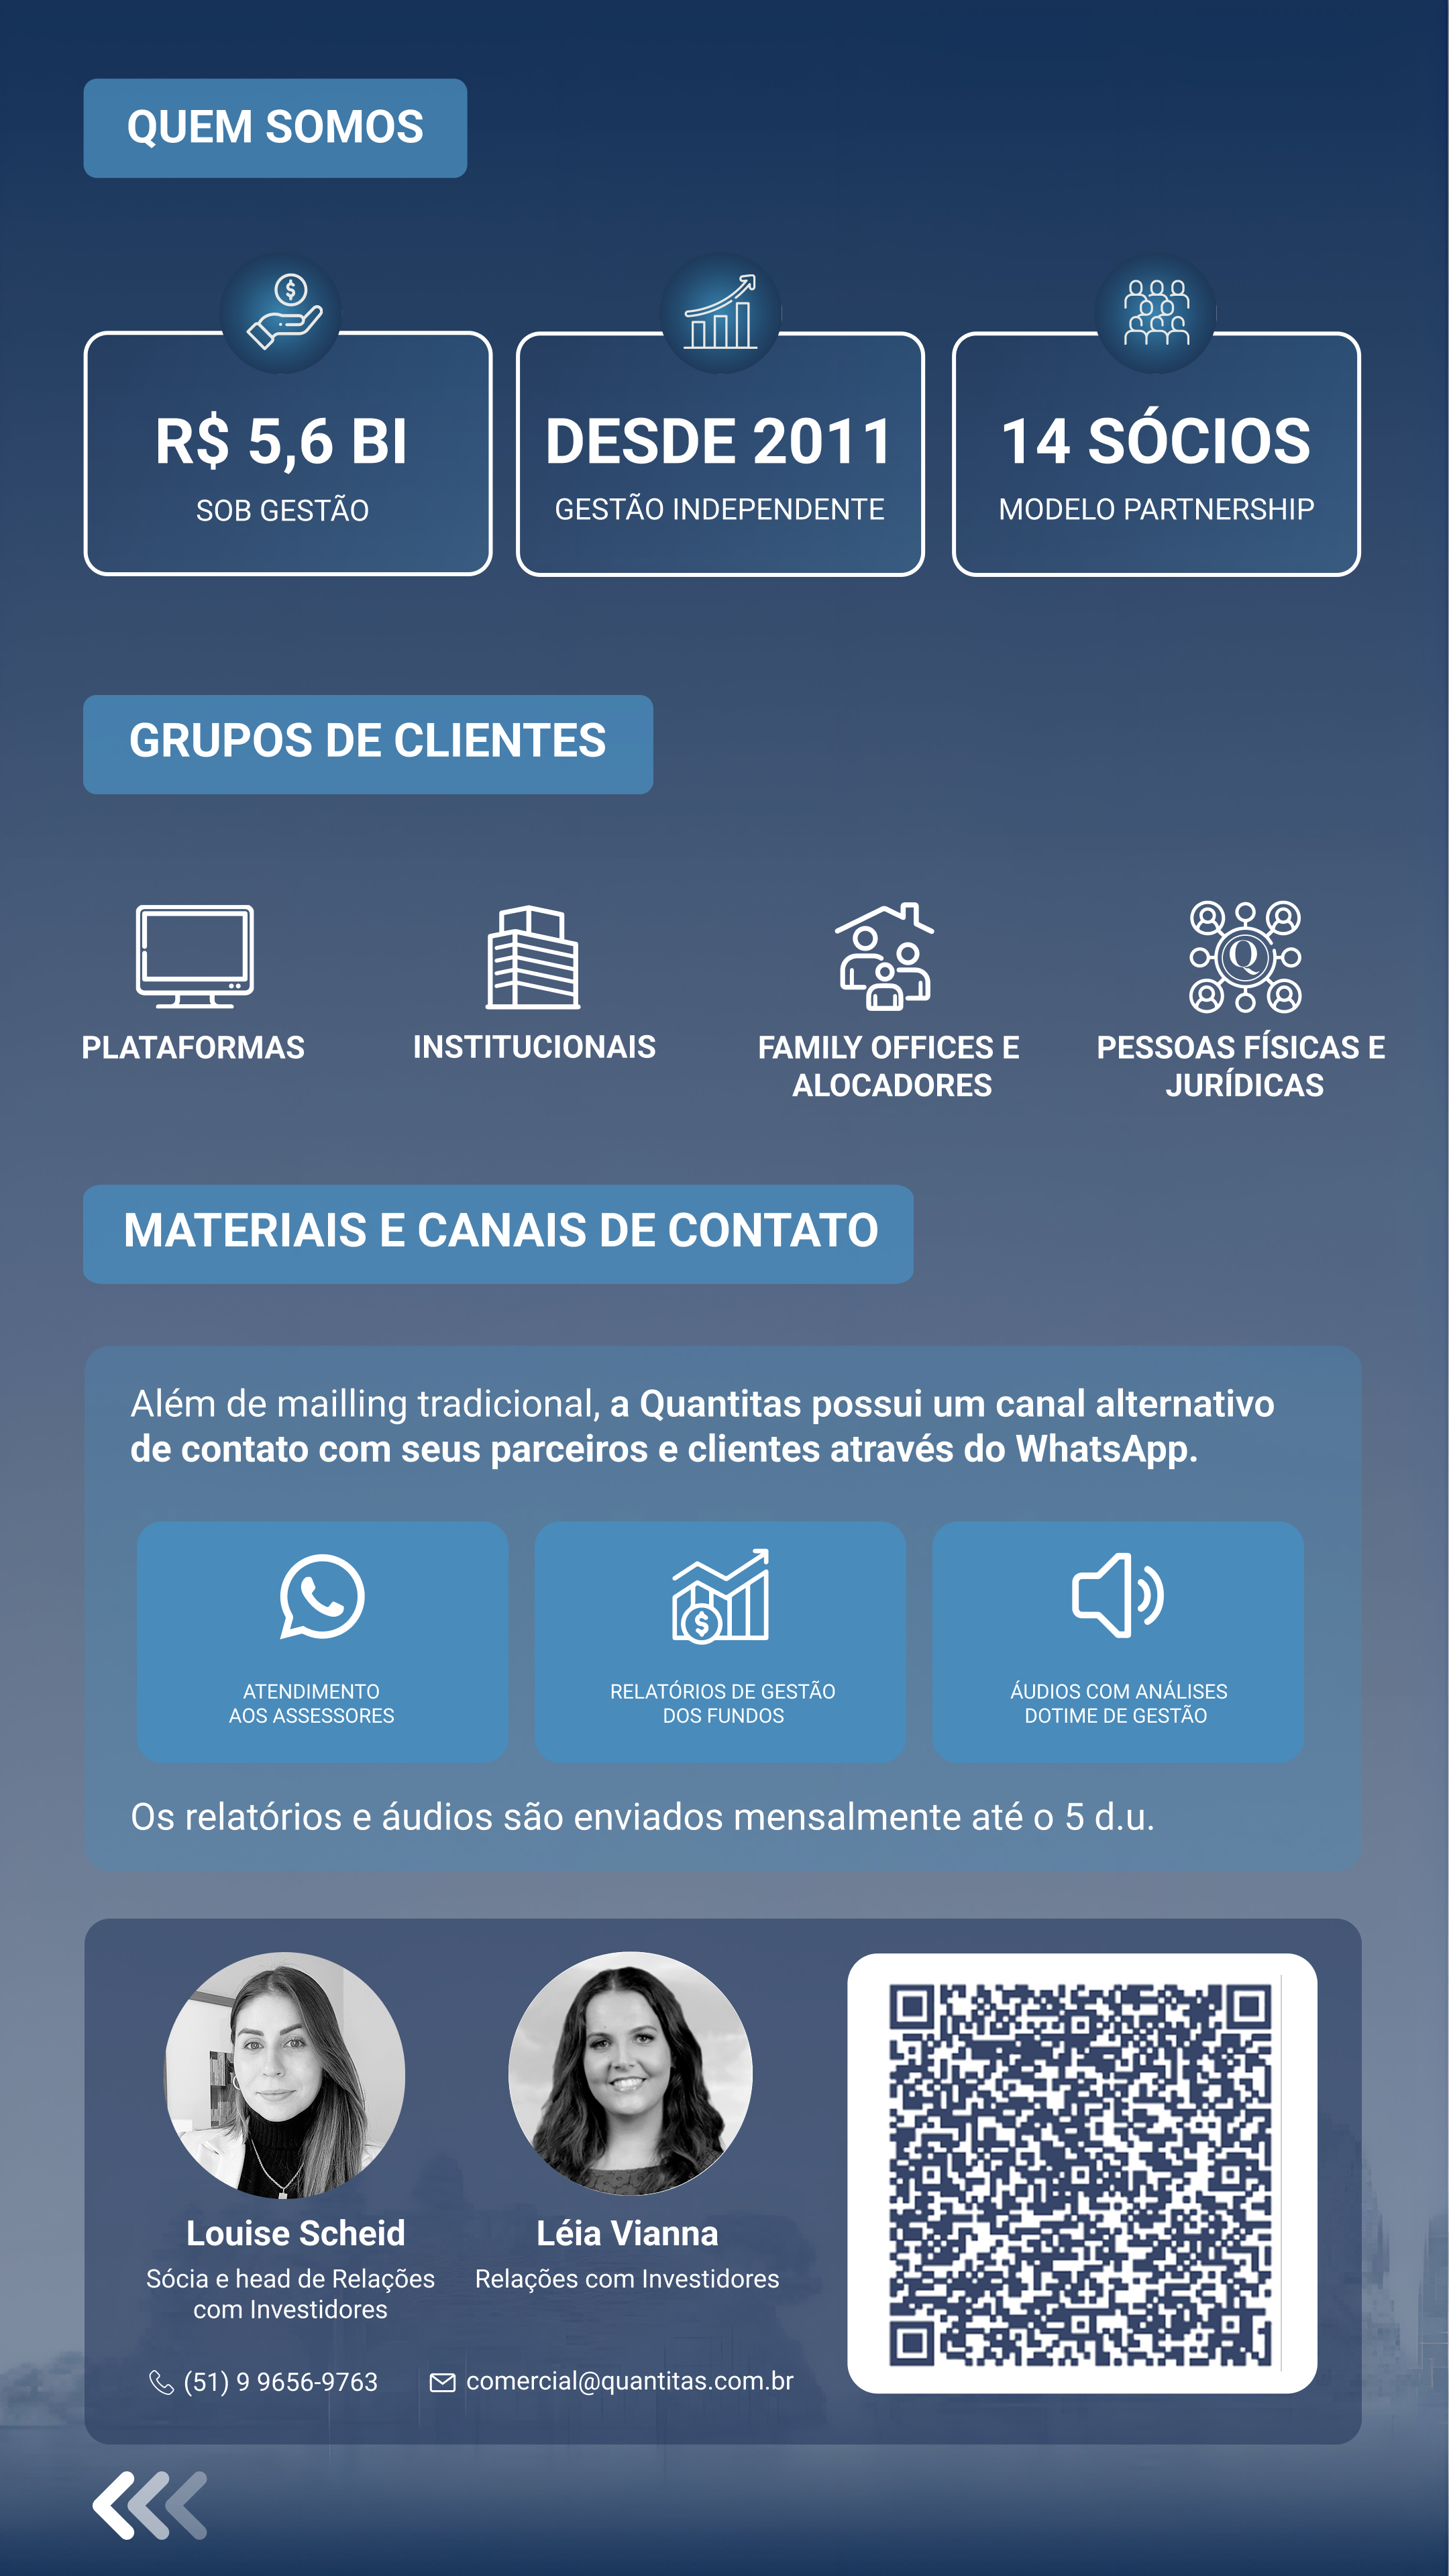 QUEM SOMOS
R$ 5,6 BI
SOB GESTÃO
DESDE 2011
GESTÃO INDEPENDENTE
14 SÓCIOS
MODELO PARTNERSHIP
GRUPOS DE CLIENTES
PLATAFORMAS
INSTITUCIONAIS
FAMILY OFFICES E
ALOCADORES
Q
PESSOAS FÍSICAS E
JURÍDICAS
MATERIAIS E CANAIS DE CONTATO
Além de mailling tradicional, a Quantitas possui um canal alternativo
de contato com seus parceiros e clientes através do WhatsApp.
ATENDIMENTO
AOS ASSESSORES
RELATÓRIOS DE GESTÃO
DOS FUNDOS
ÁUDIOS COM ANÁLISES
DOTIME DE GESTÃO
Os relatórios e áudios são enviados mensalmente até o 5 d.u.
Louise Scheid
Sócia e head de Relações
com Investidores
Léia Vianna
Relações com Investidores
(51) 9 9656-9763
comercial@quantitas.com.br